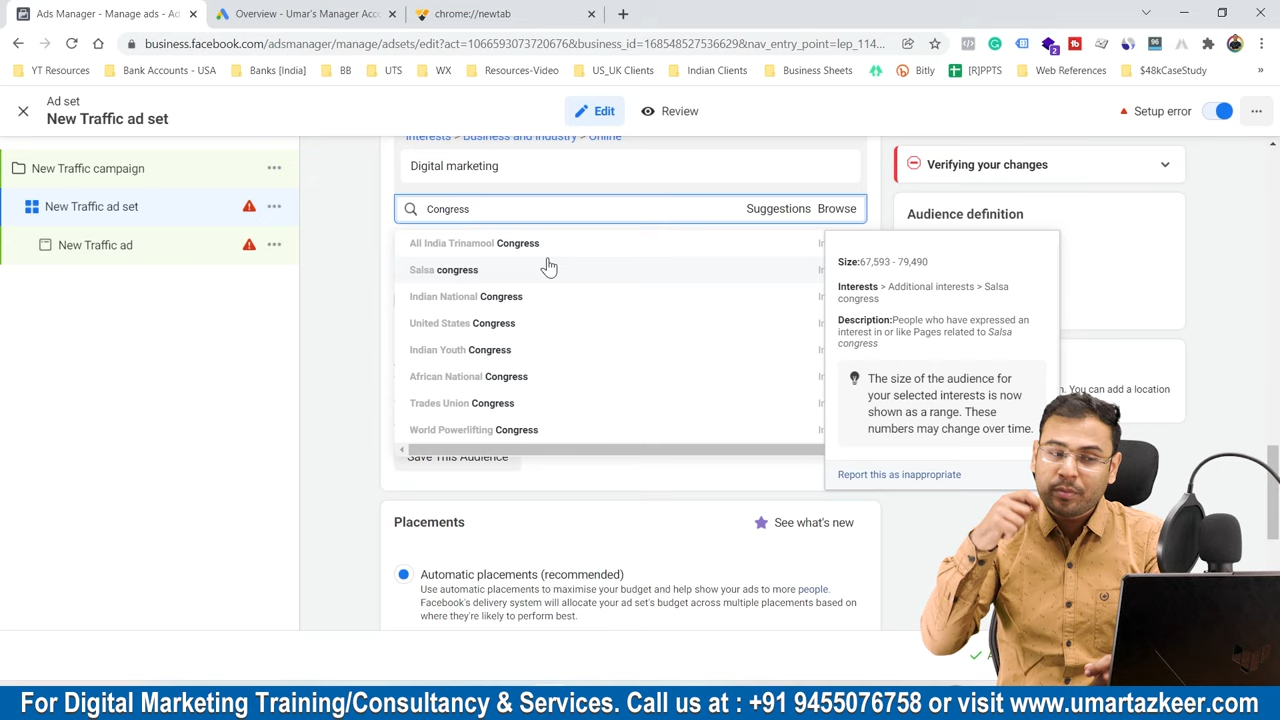 Ads Manager - Manage ads - Ad
Overview - Umar's Manager Acc
chrome://newtab
business.facebook.com/adsmanager/manage/adsets/edit?act=1066593733720676&business_id=168548527536629&nav_entry_point=lep_114...
YT Resources
Bank Accounts - USA
Banks [India]
BB
UTS
WX
Resources-Video
US_UK Clients
Indian Clients
Business Sheets
Bitly
[R]PPTS
Web References
$48kCaseStudy
»
Ad set
New Traffic ad set
Edit
Review
Setup error
New Traffic campaign
New Traffic ad set
New Traffic ad
Interests > Business and industry > Online
Digital marketing
Congress
Suggestions
Browse
All India Trinamool Congress
Salsa congress
Indian National Congress
United States Congress
Indian Youth Congress
African National Congress
Trades Union Congress
World Powerlifting Congress
Save This Audience
Verifying your changes
Audience definition
Size:67,593 - 79,490
Interests > Additional interests > Salsa
congress
Description:People who have expressed an
interest in or like Pages related to Salsa
congress
The size of the audience for
your selected interests is now
shown as a range. These
numbers may change over time.
Report this as inappropriate
You can add a location
Placements
See what's new
Automatic placements (recommended)
Use automatic placements to maximise your budget and help show your ads to more people.
Facebook's delivery system will allocate your ad set's budget across multiple placements based on
where they're likely to perform best.
For Digital Marketing Training/Consultancy & Services. Call us at : +91 9455076758 or visit www.umartazkeer.com